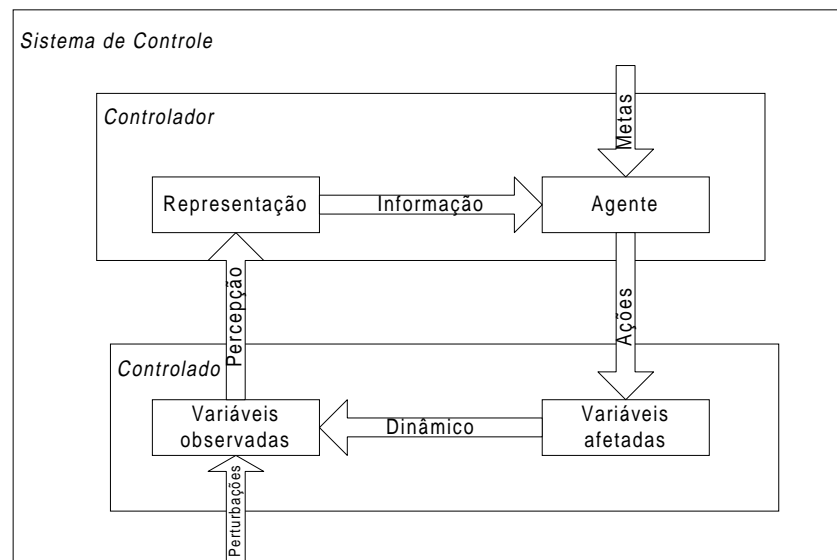 Sistema de Controle
Controlador
Metas
Representação
Informação
Agente
Percepção
Ações
Controlado
Variáveis
observadas
Dinâmico
Variáveis
afetadas
Perturbações